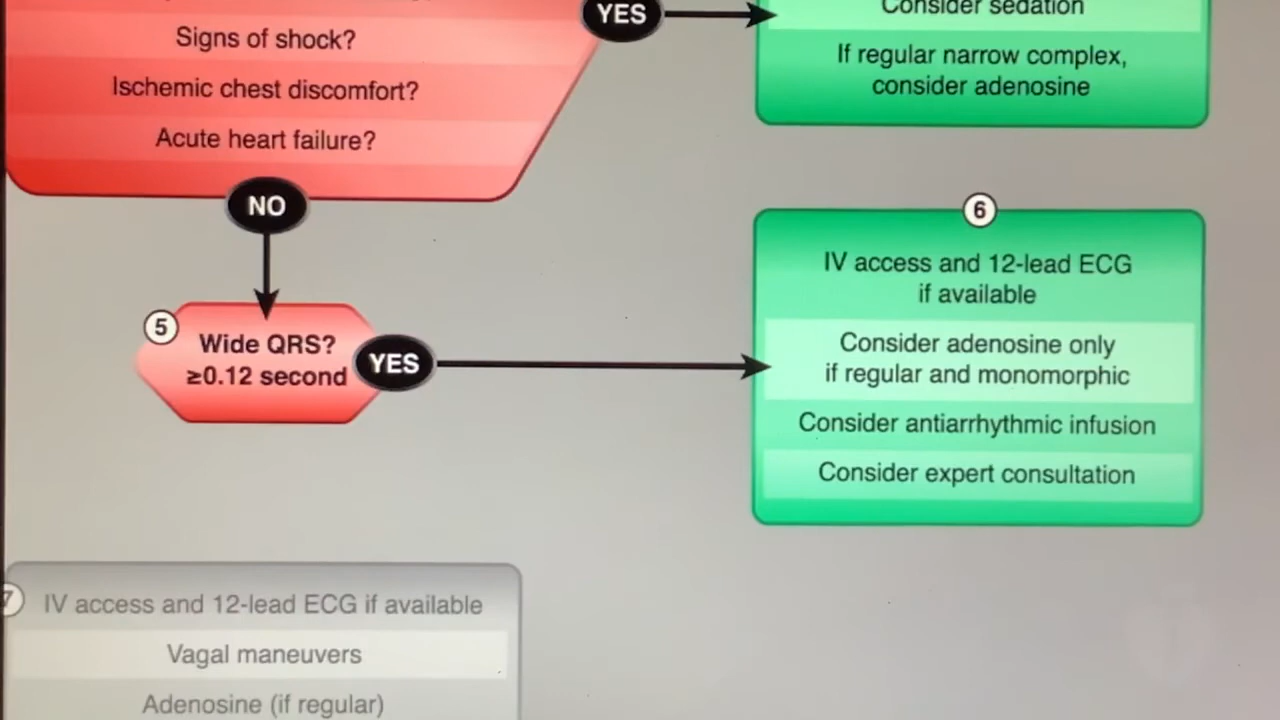 YES
Consider sedation
Signs of shock?
If regular narrow complex,
consider adenosine
Ischemic chest discomfort?
Acute heart failure?
NO
6
IV access and 12-lead ECG
if available
5
Wide QRS?
≥0.12 second
YES
Consider adenosine only
if regular and monomorphic
Consider antiarrhythmic infusion
Consider expert consultation
7
IV access and 12-lead ECG if available
Vagal maneuvers
Adenosine (if regular)